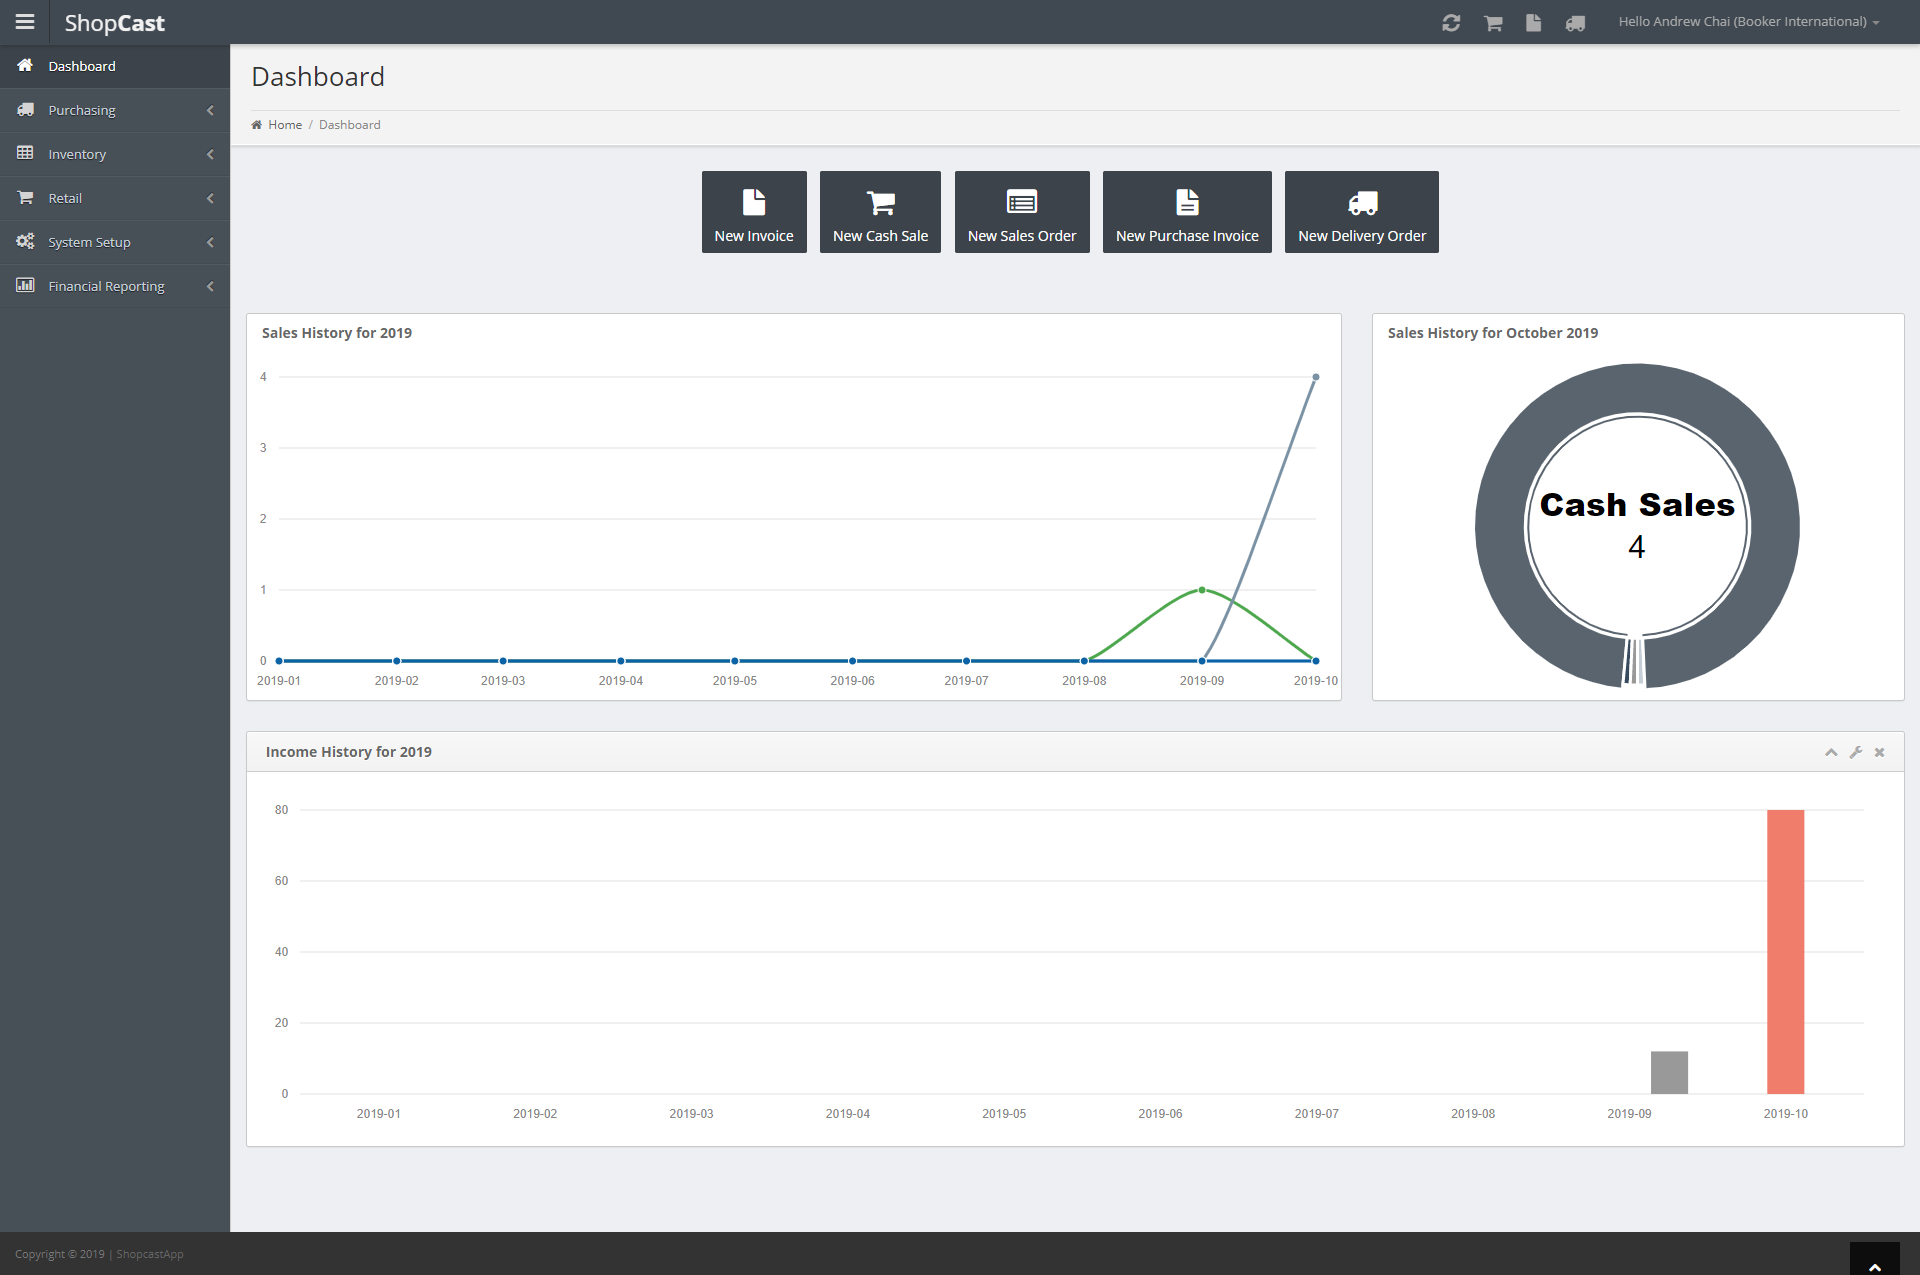 ShopCast
Hello Andrew Chai (Booker International)
Dashboard
Purchasing
Inventory
Retail
System Setup
Financial Reporting
Dashboard
Home / Dashboard
New Invoice
New Cash Sale
New Sales Order
New Purchase Invoice
New Delivery Order
Sales History for 2019
4
3
2
1
0
2019-01 2019-02 2019-03 2019-04 2019-05 2019-06 2019-07 2019-08 2019-09 2019-10
Sales History for October 2019
Cash Sales
4
Income History for 2019
80
60
40
20
0
2019-01 2019-02 2019-03 2019-04 2019-05 2019-06 2019-07 2019-08 2019-09 2019-10
Copyright © 2019 | ShopcastApp